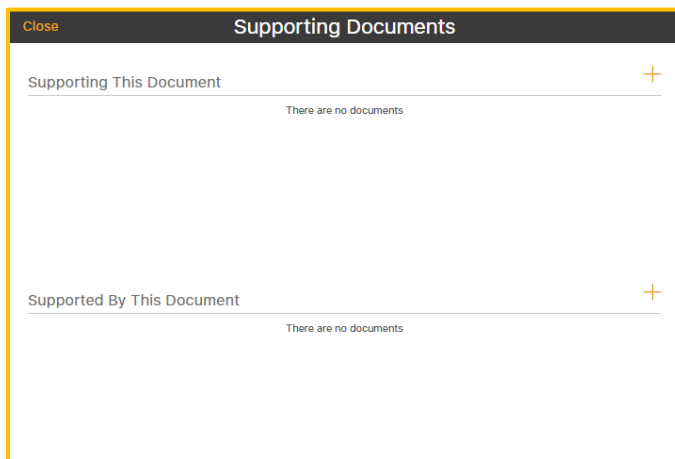 Close
Supporting Documents
Supporting This Document
There are no documents
Supported By This Document
There are no documents